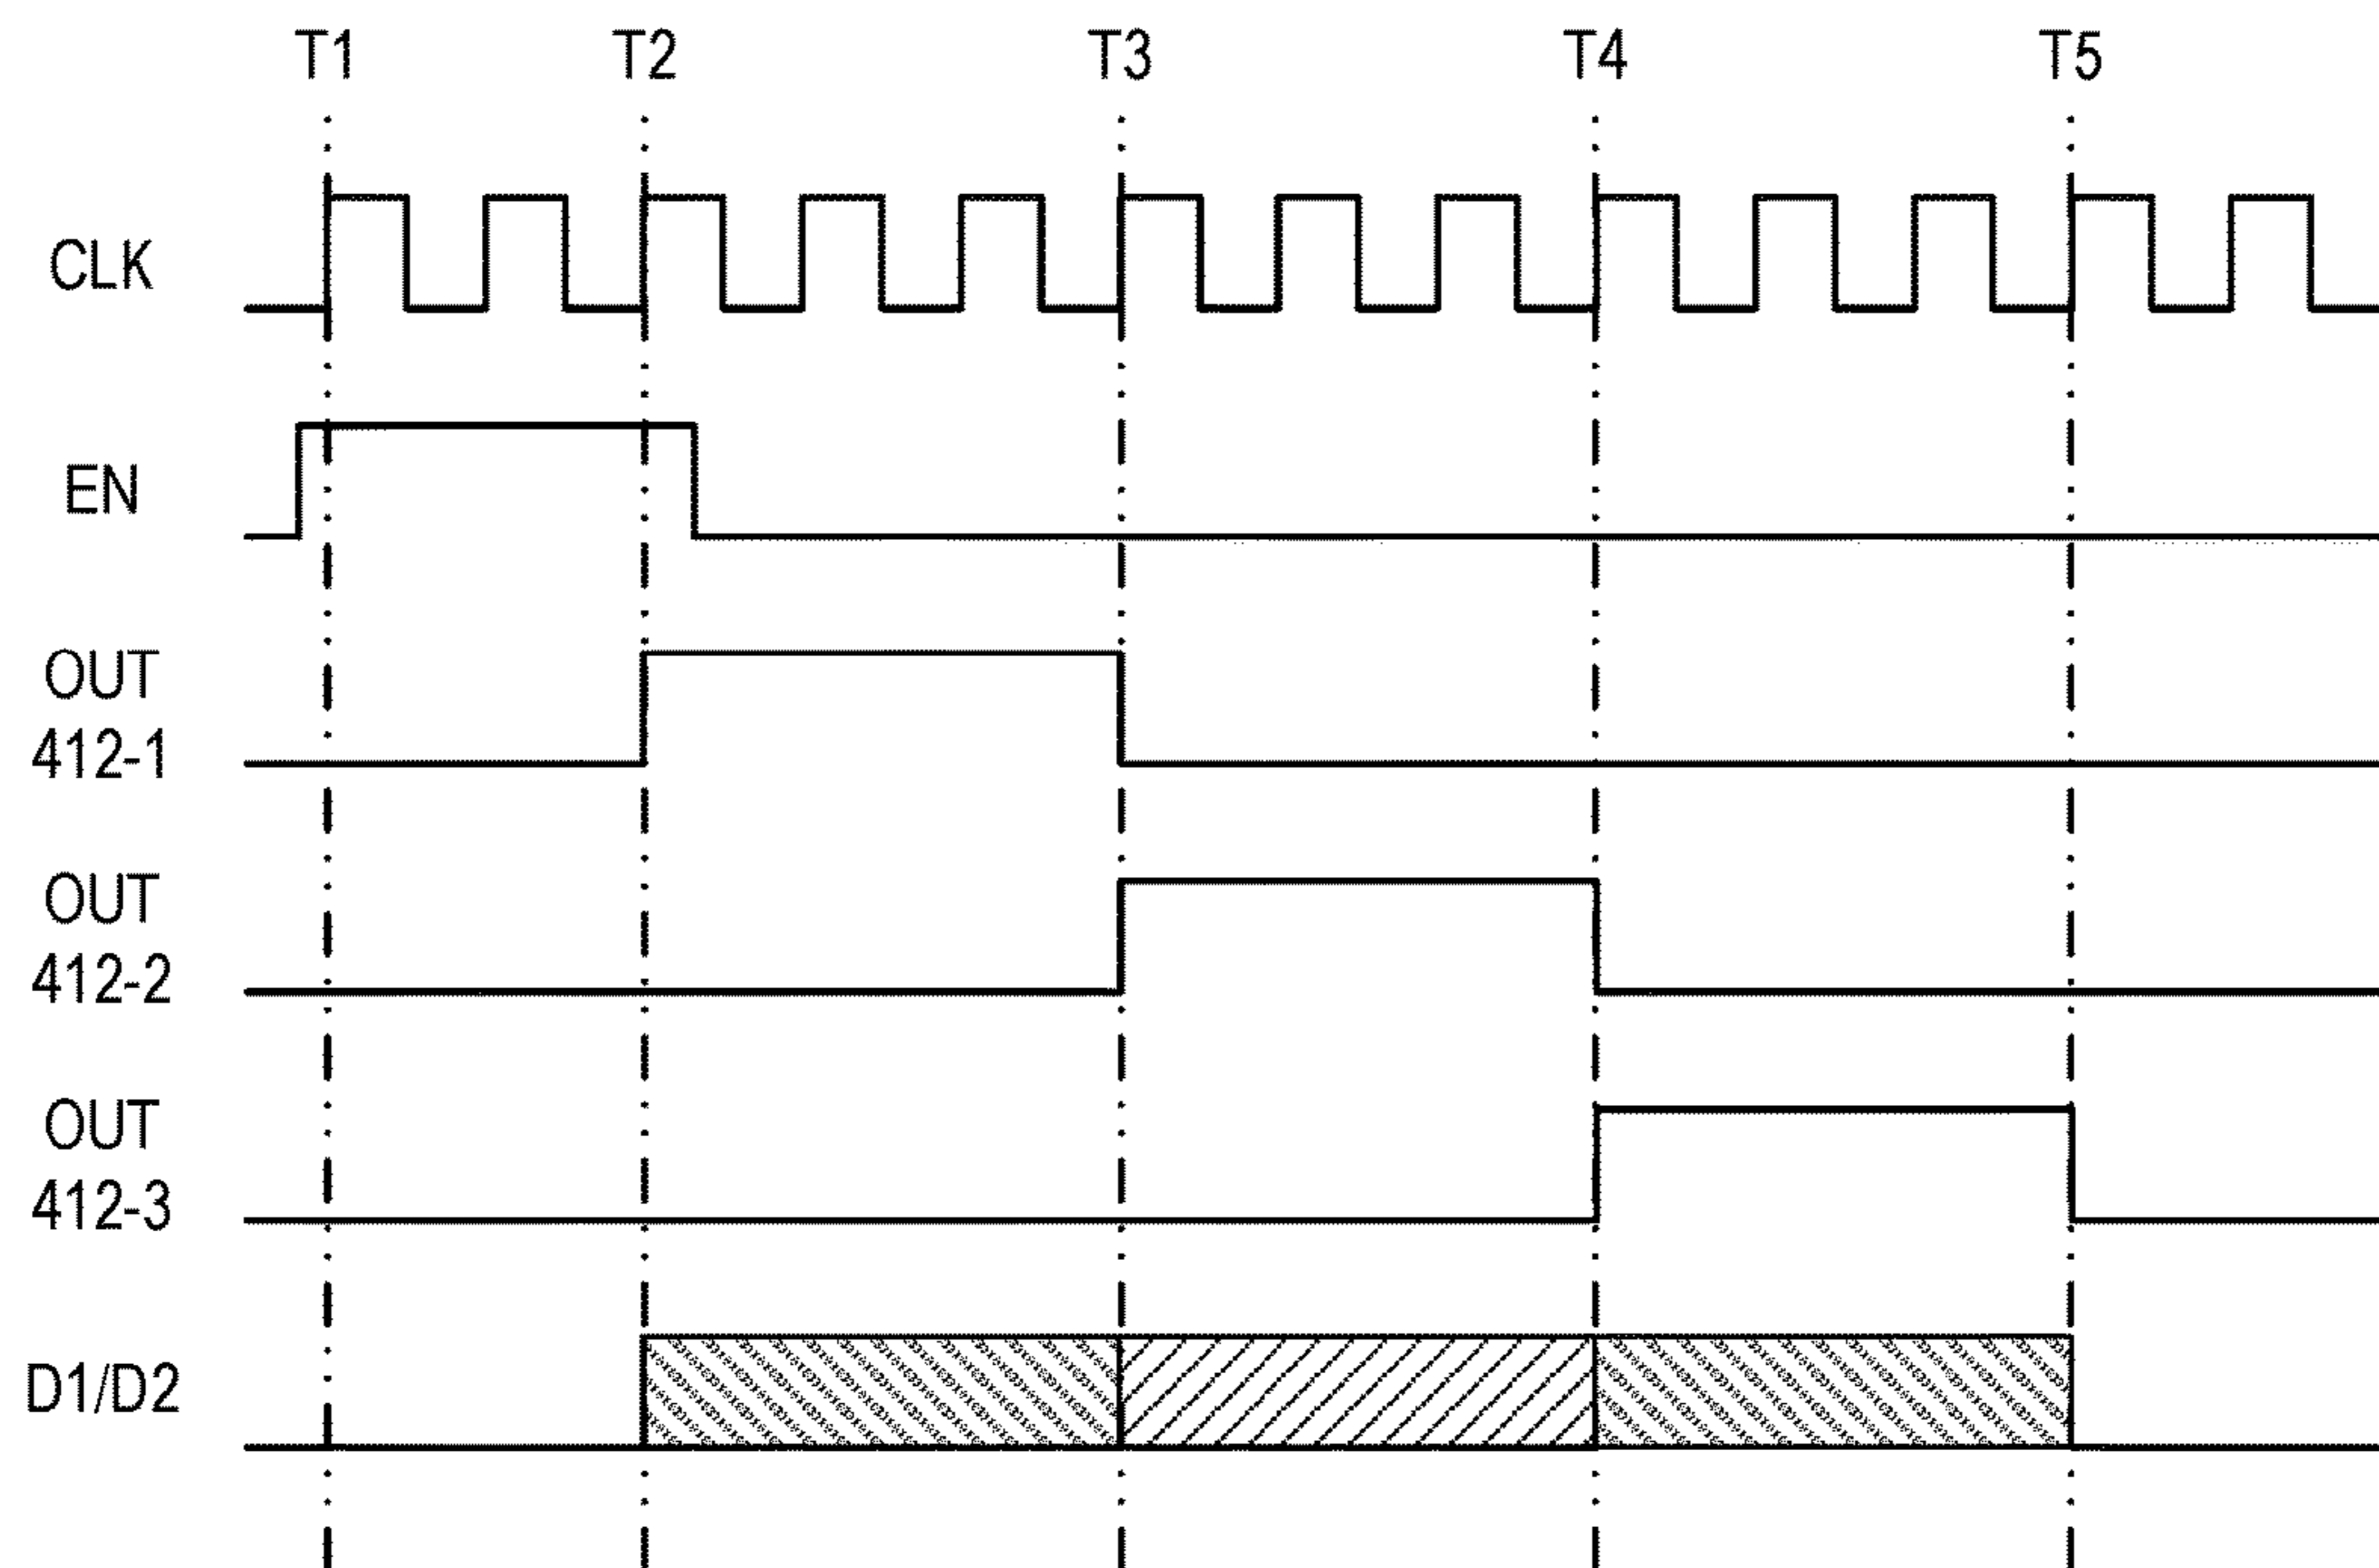 T1 T2 T3 T4 T5
CLK
EN
OUT
412-1
OUT
412-2
OUT
412-3
D1/D2